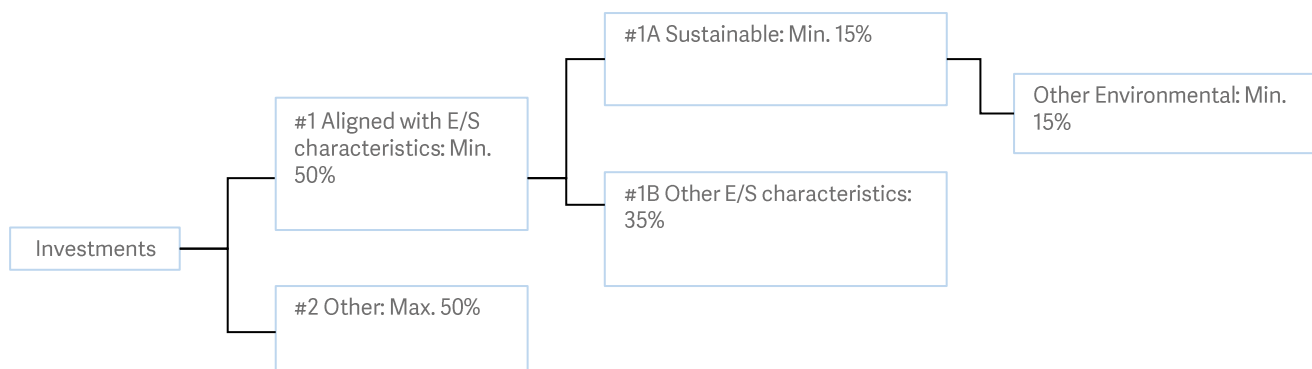 #1A Sustainable: Min. 15%
Other Environmental: Min.
15%
#1 Aligned with E/S
characteristics: Min.
50%
#1B Other E/S characteristics:
35%
Investments
#2 Other: Max. 50%